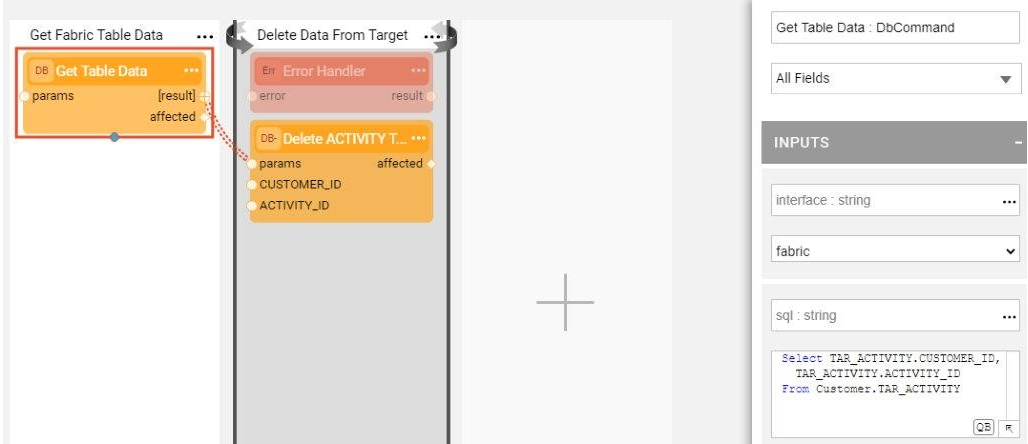 Get Fabric Table Data ...
DB Get Table Data ...
params [result]
affected
Delete Data From Target ...
Err Error Handler ...
error result
DB- Delete ACTIVITY T... ...
params affected
CUSTOMER_ID
ACTIVITY_ID
Get Table Data : DbCommand
All Fields
INPUTS
interface : string ...
fabric
sql : string ...
Select TAR_ACTIVITY.CUSTOMER_ID,
TAR_ACTIVITY.ACTIVITY_ID
From Customer.TAR_ACTIVITY
QB